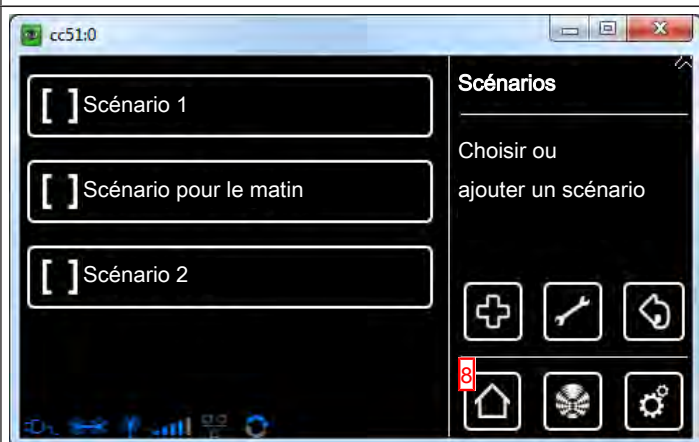 cc51:0
[ ] Scénario 1
[ ] Scénario pour le matin
[ ] Scénario 2
Scénarios
Choisir ou
ajouter un scénario
8